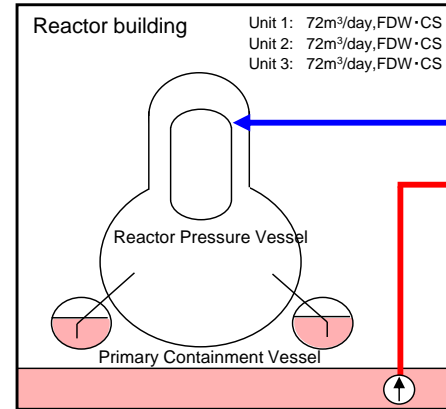 Reactor building
Unit 1: 72m³/day,FDW・CS
Unit 2: 72m³/day,FDW・CS
Unit 3: 72m³/day,FDW・CS
Reactor Pressure Vessel
Primary Containment Vessel